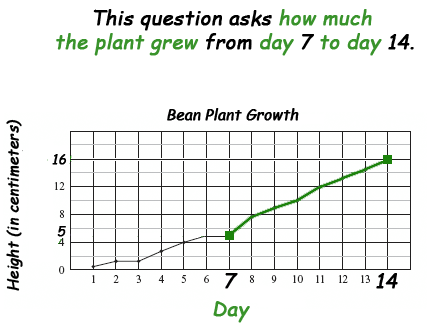 This question asks how much
the plant grew from day 7 to day 14.
Bean Plant Growth
Height (in centimeters)
16
12
8
5
4
0
1 2 3 4 5 6 7 8 9 10 11 12 13 14
Day